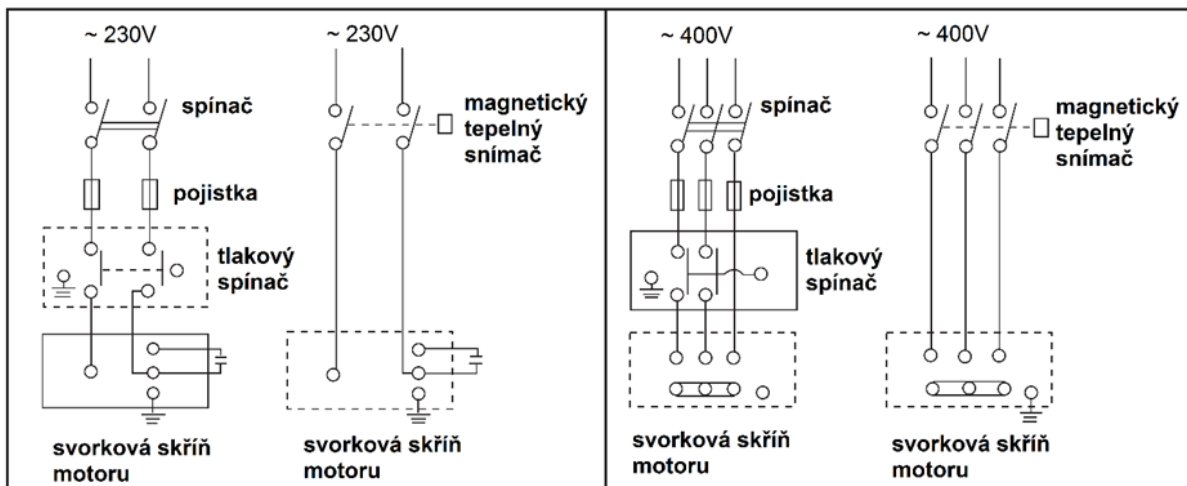 ~ 230V
spínač
pojistka
tlakový
spínač
svorková skříň
motoru
~ 230V
magnetický
tepelný
snímač
svorková skříň
motoru
~ 400V
spínač
pojistka
tlakový
spínač
svorková skříň
motoru
~ 400V
magnetický
tepelný
snímač
svorková skříň
motoru